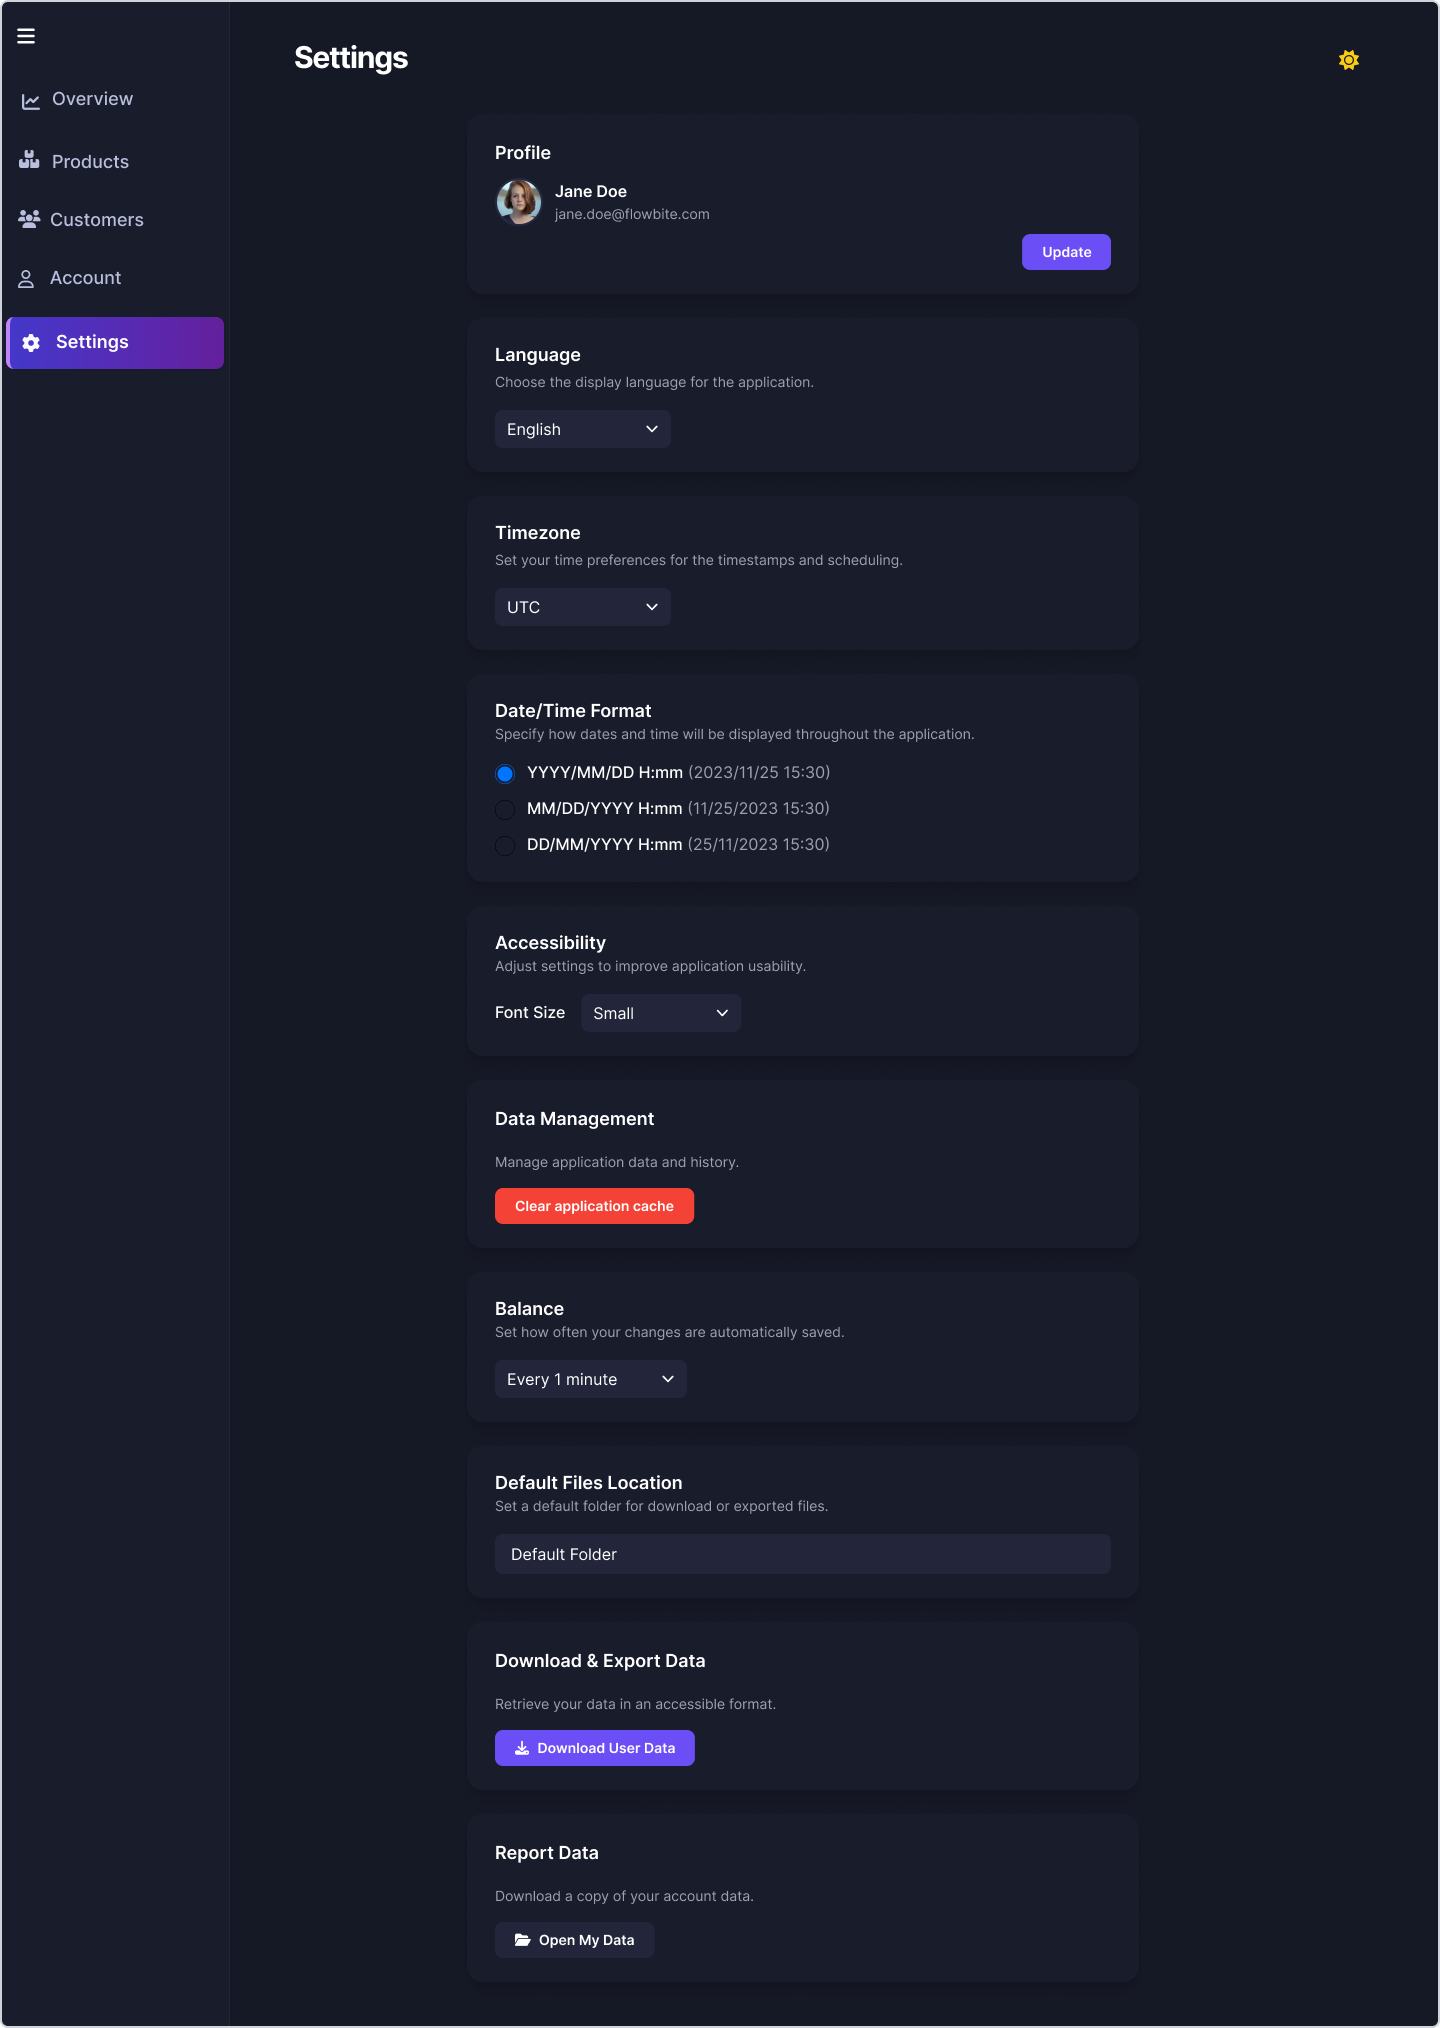 Overview
Products
Customers
Account
Settings
Settings
Profile
Jane Doe
jane.doe@flowbite.com
Update
Language
Choose the display language for the application.
English
Timezone
Set your time preferences for the timestamps and scheduling.
UTC
Date/Time Format
Specify how dates and time will be displayed throughout the application.
YYYY/MM/DD H:mm (2023/11/25 15:30)
MM/DD/YYYY H:mm (11/25/2023 15:30)
DD/MM/YYYY H:mm (25/11/2023 15:30)
Accessibility
Adjust settings to improve application usability.
Font Size Small
Data Management
Manage application data and history.
Clear application cache
Balance
Set how often your changes are automatically saved.
Every 1 minute
Default Files Location
Set a default folder for download or exported files.
Default Folder
Download & Export Data
Retrieve your data in an accessible format.
Download User Data
Report Data
Download a copy of your account data.
Open My Data